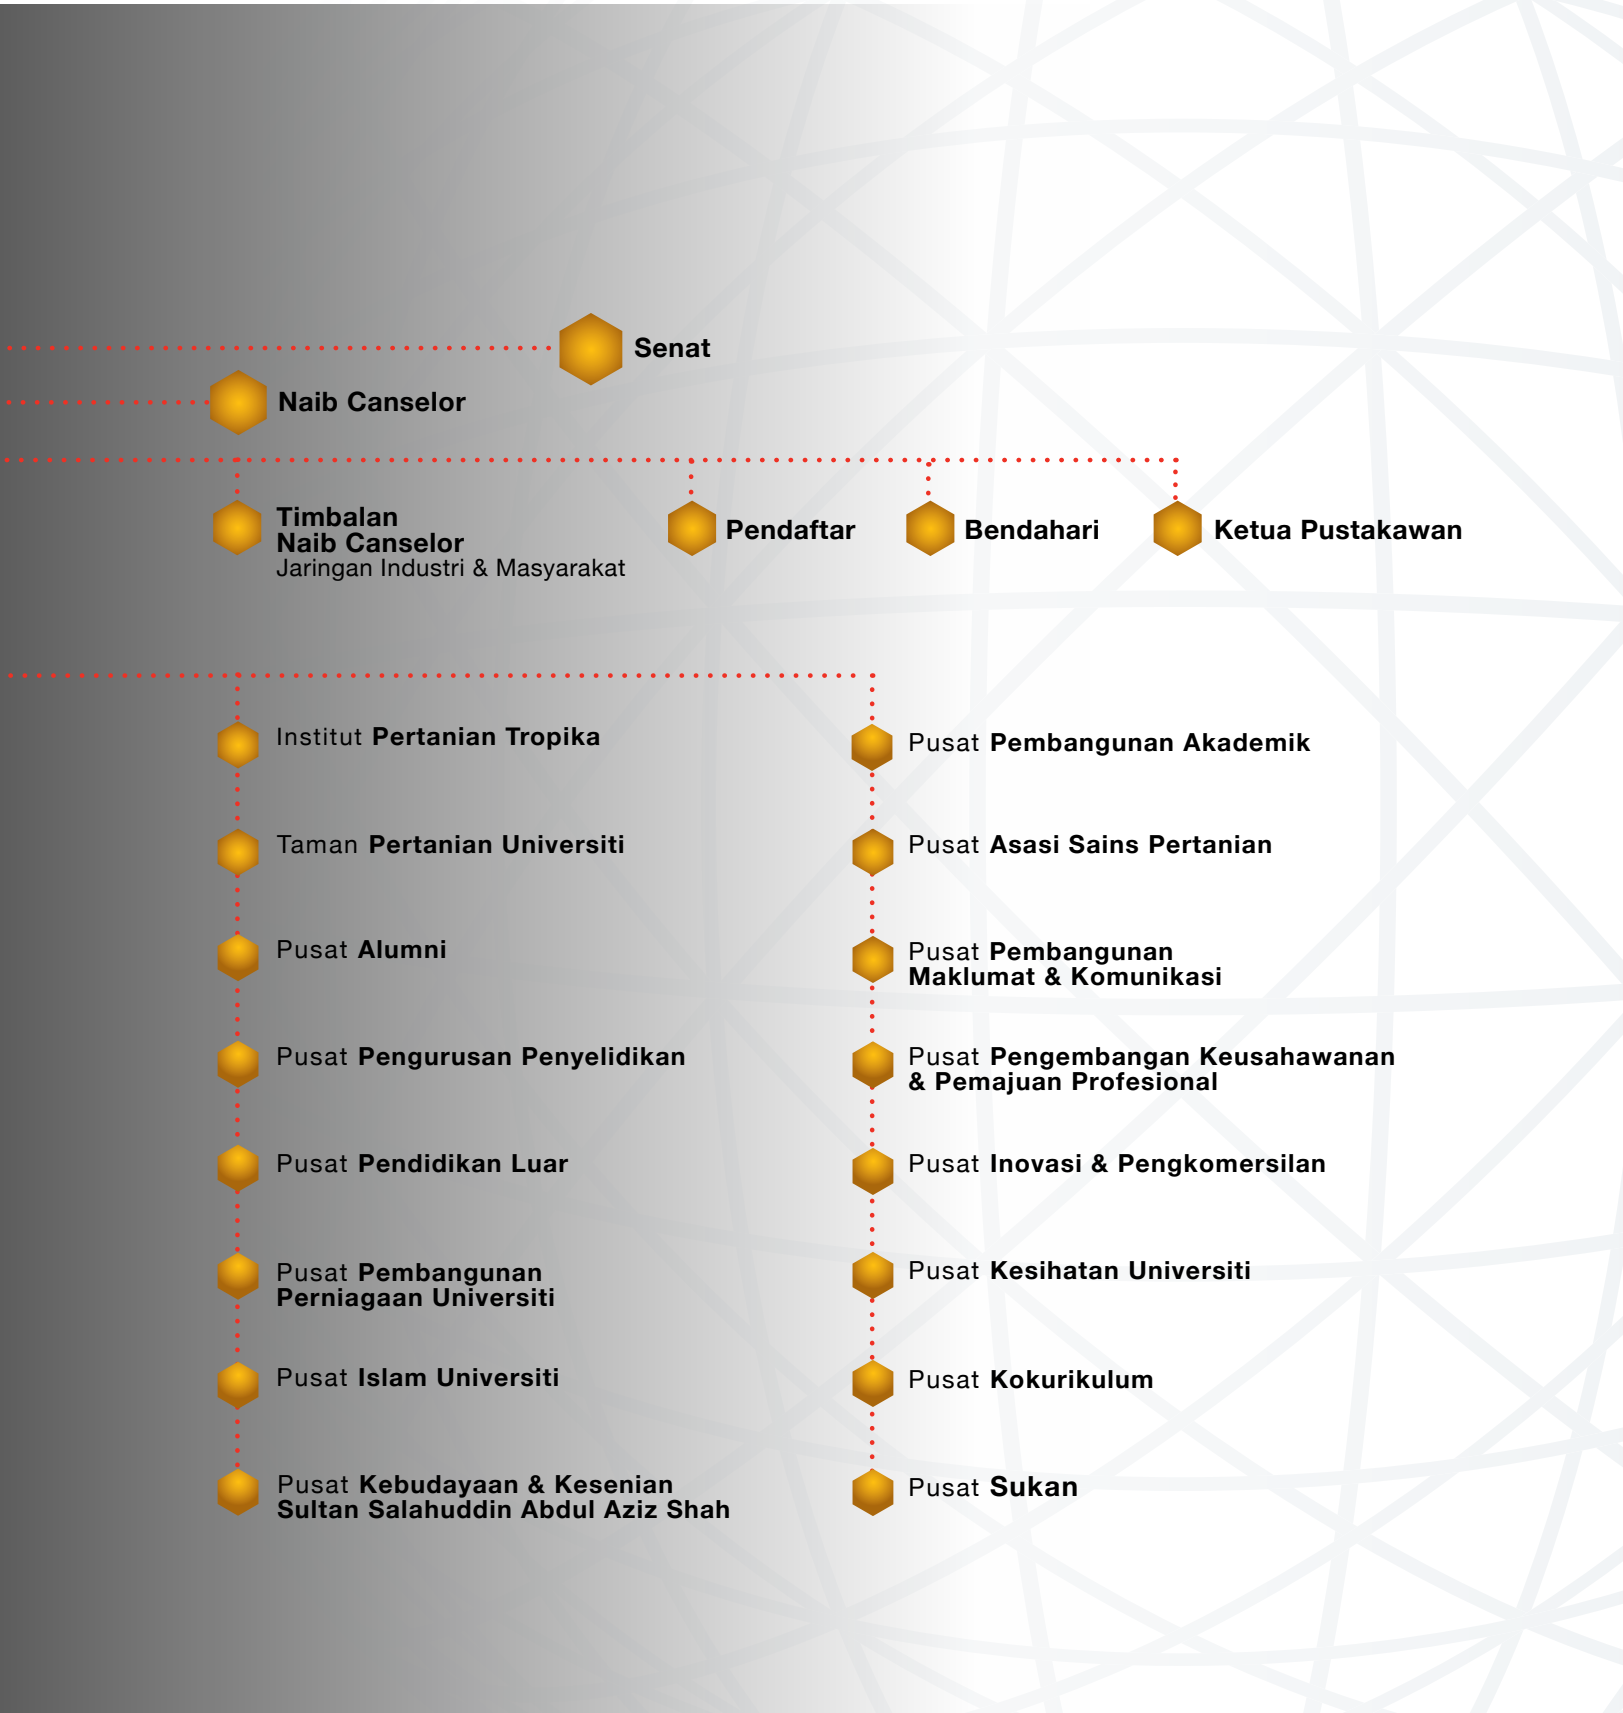 Senat
Naib Canselor
Timbalan
Naib Canselor
Jaringan Industri & Masyarakat
Pendaftar
Bendahari
Ketua Pustakawan
Institut Pertanian Tropika
Taman Pertanian Universiti
Pusat Alumni
Pusat Pengurusan Penyelidikan
Pusat Pendidikan Luar
Pusat Pembangunan
Perniagaan Universiti
Pusat Islam Universiti
Pusat Kebudayaan & Kesenian
Sultan Salahuddin Abdul Aziz Shah
Pusat Pembangunan Akademik
Pusat Asasi Sains Pertanian
Pusat Pembangunan
Maklumat & Komunikasi
Pusat Pengembangan Keusahawanan
& Pemajuan Profesional
Pusat Inovasi & Pengkomersilan
Pusat Kesihatan Universiti
Pusat Kokurikulum
Pusat Sukan